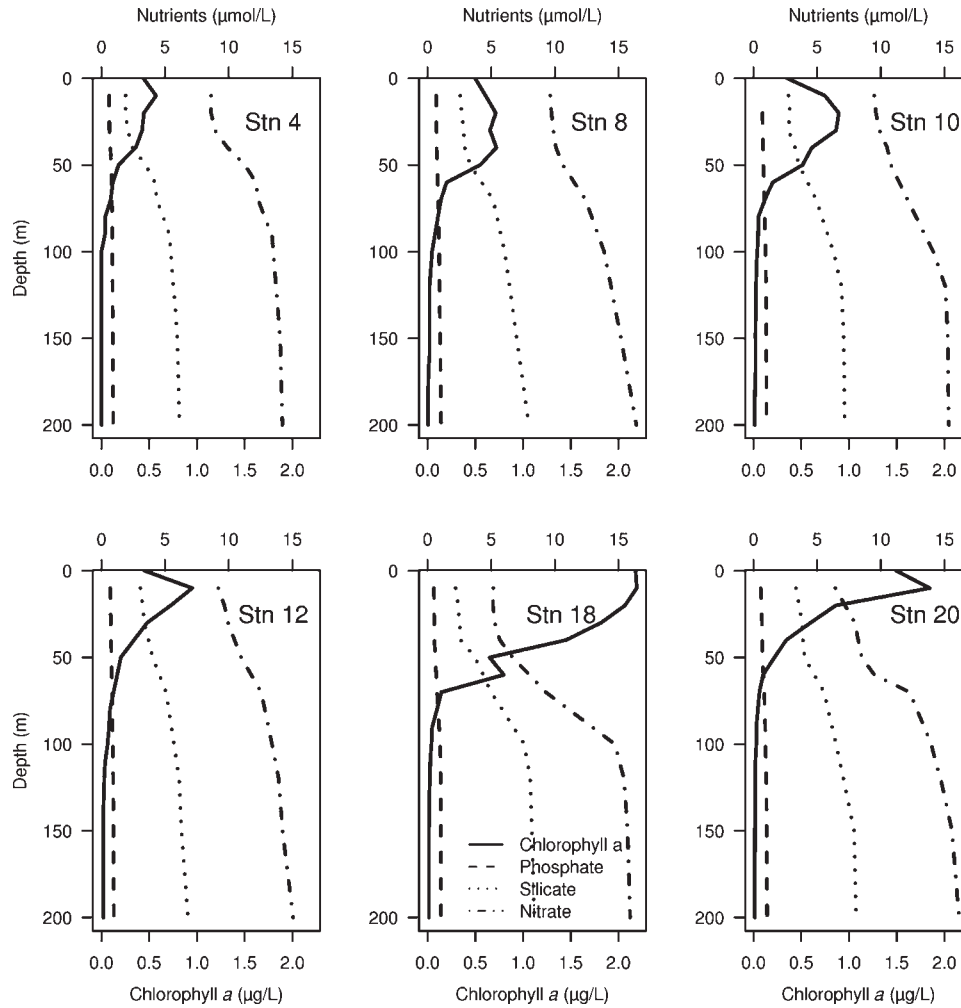 Nutrients (µmol/L) Nutrients (µmol/L) Nutrients (µmol/L)
0 5 10 15 0 5 10 15 0 5 10 15
0 0 0
Stn 4 Stn 8 Stn 10
50 50 50
Depth (m)
100 100 100
150 150 150
200 200 200
0.0 0.5 1.0 1.5 2.0 0.0 0.5 1.0 1.5 2.0 0.0 0.5 1.0 1.5 2.0
0 5 10 15 0 5 10 15 0 5 10 15
0 0 0
Stn 12 Stn 18 Stn 20
50 50
Depth (m)
100 100
150 150
Chlorophyll a
Phosphate
Silicate
Nitrate
200 200 200
0.0 0.5 1.0 1.5 2.0 0.0 0.5 1.0 1.5 2.0 0.0 0.5 1.0 1.5 2.0
Chlorophyll a (µg/L) Chlorophyll a (µg/L) Chlorophyll a (µg/L)